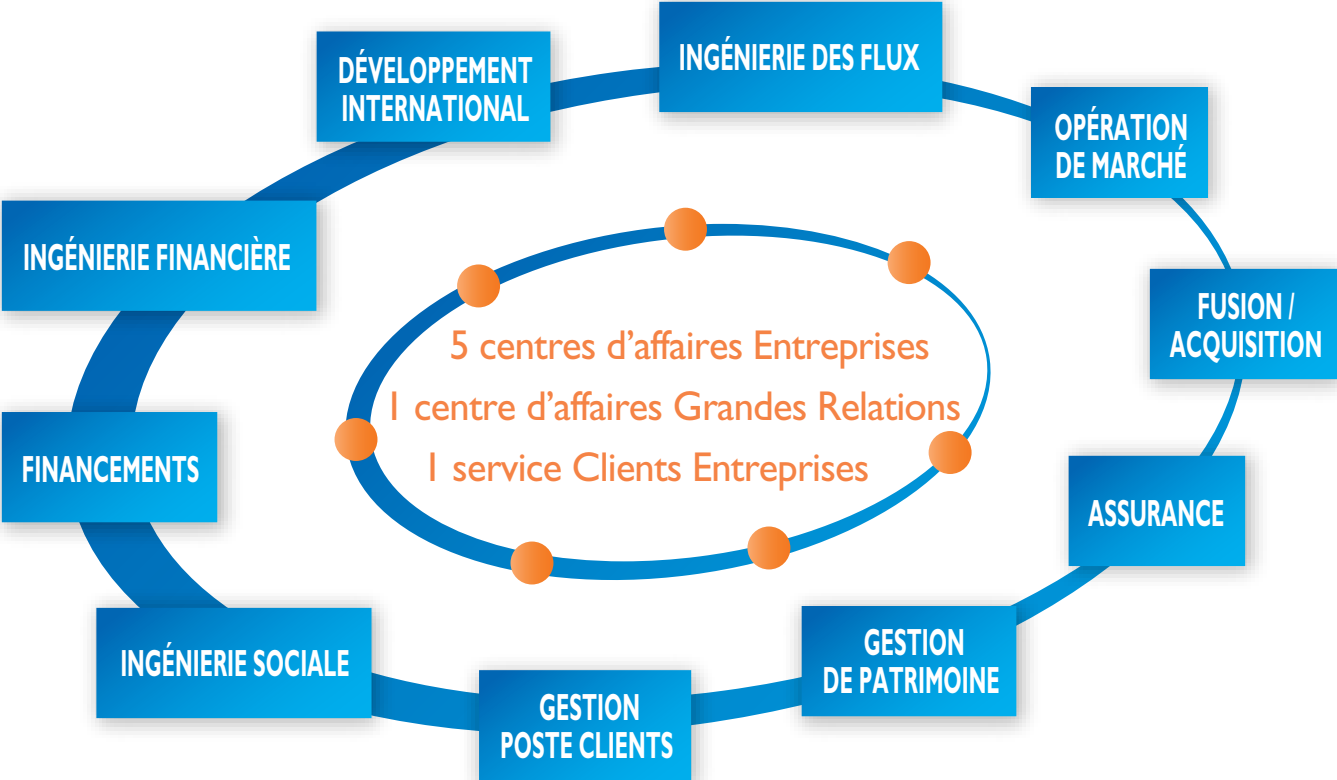 INGÉNIERIE DES FLUX
DÉVELOPPEMENT
INTERNATIONAL
OPÉRATION
DE MARCHÉ
INGÉNIERIE FINANCIÈRE
FUSION /
ACQUISITION
5 centres d’affaires Entreprises
1 centre d’affaires Grandes Relations
1 service Clients Entreprises
FINANCEMENTS
ASSURANCE
INGÉNIERIE SOCIALE
GESTION
DE PATRIMOINE
GESTION
POSTE CLIENTS